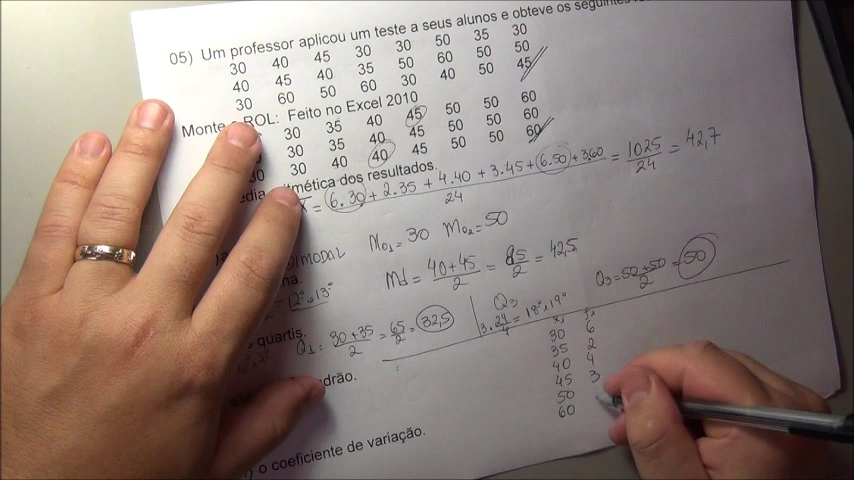 05) Um professor aplicou um teste a seus alunos e obteve os seguintes
30 40 45 30 30 50 35 30
40 45 40 35 50 60 50 50
30 60 50 60 30 40 50 45
Monte ROL: Feito no Excel 2010
30 35 40 45 50 50 60
30 35 40 45 50 50 60
30 30 40 40 45 50 50 60
aritmética dos resultados.
X = 6.30 + 2.35 + 4.40 + 3.45 + 6.50 + 3.60 / 24 = 1025 / 24 = 42,7
MODAL Mo1 = 30 Mo2 = 50
Md = 40+45 / 2 = 85 / 2 = 42,5
= 12° e 13°
quartis.
Q1 = 30+35 / 2 = 65 / 2 = 32,5
Q3
3.24/4 = 18° e 19°
Q3 = 50+50 / 2 = 50
xi fi
30 6
35 2
40 4
45 3
50
60
drão.
o coeficiente de variação.